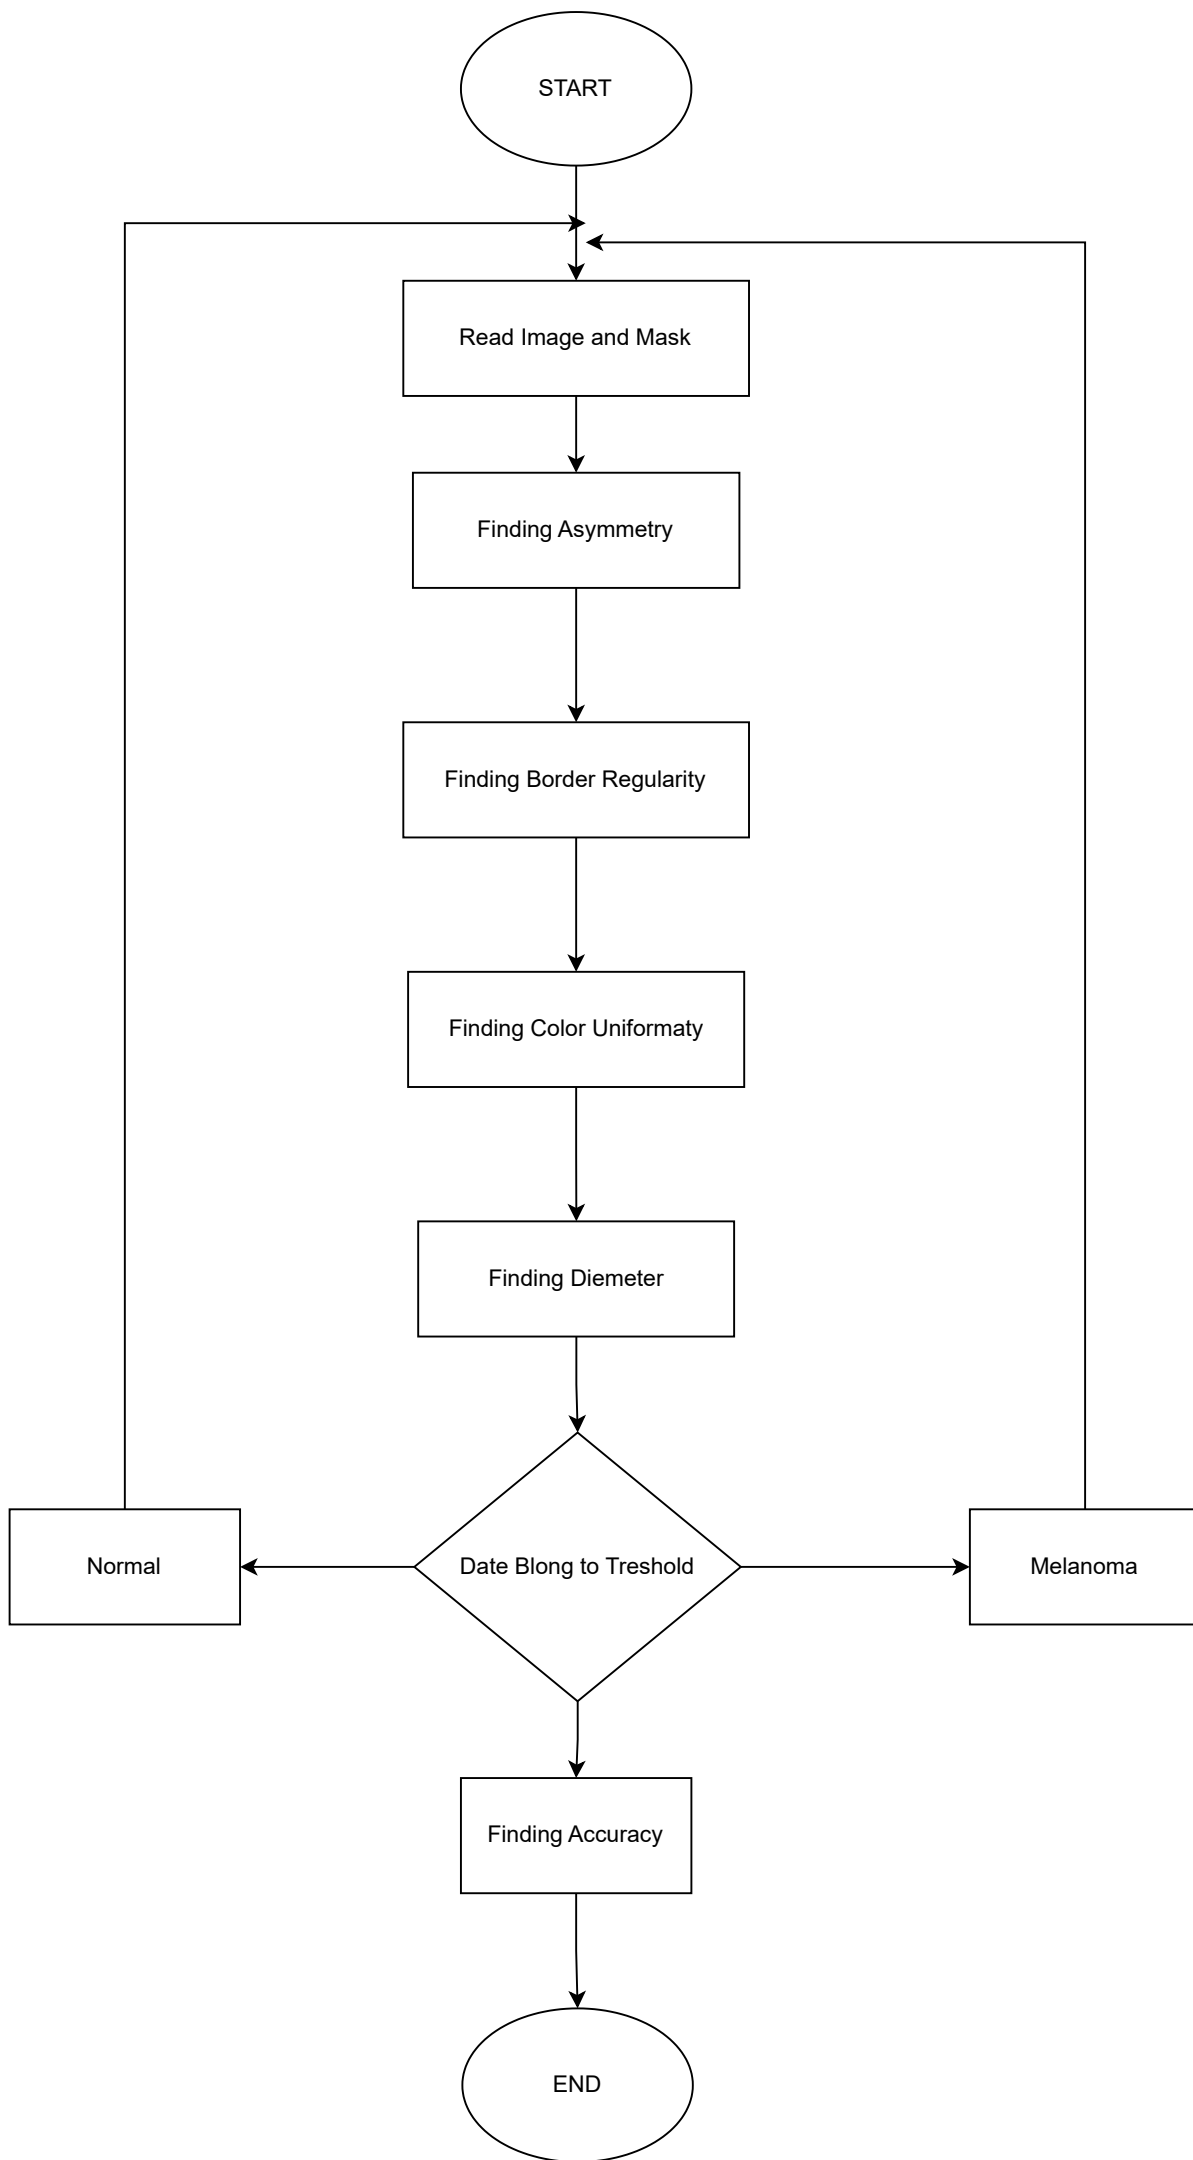 START
Read Image and Mask
Finding Asymmetry
Finding Border Regularity
Finding Color Uniformaty
Finding Diemeter
Normal
Date Blong to Treshold
Melanoma
Finding Accuracy
END